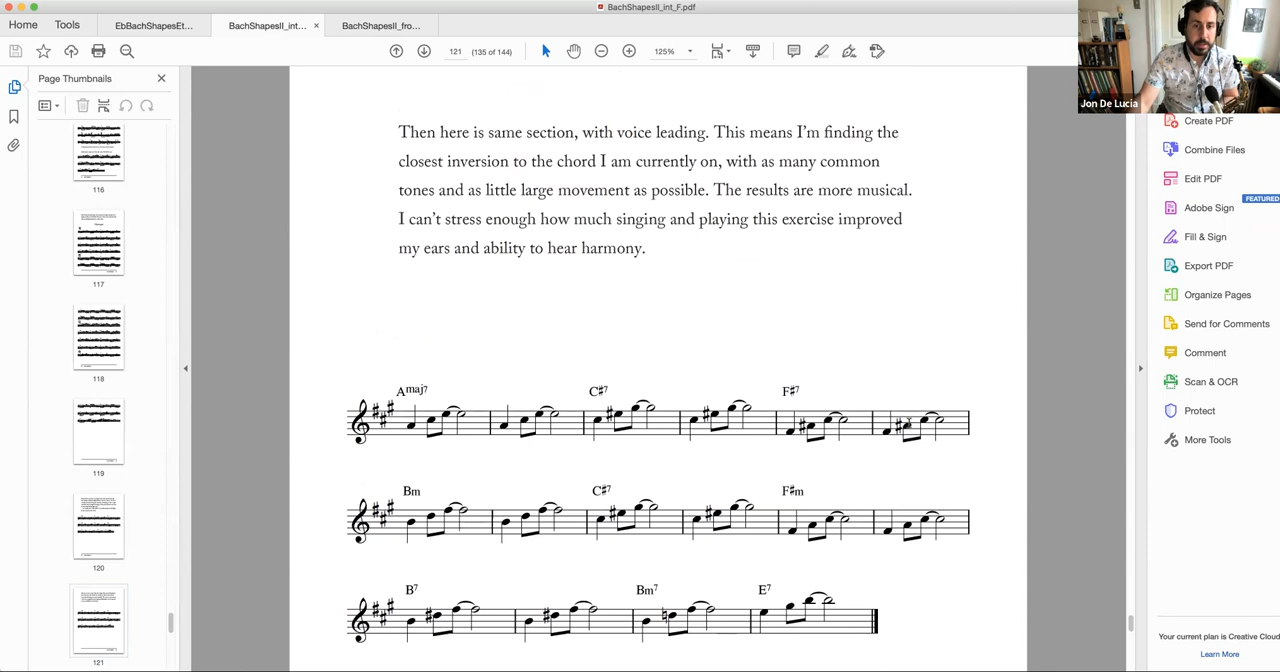 BachShapesII_int_F.pdf
Home Tools EbBachShapesEt... BachShapesII_int... × BachShapesII_fro...
121 (135 of 144) 125%
Jon De Lucia
Page Thumbnails
116
117
118
119
120
121
Then here is same section, with voice leading. This means I'm finding the
closest inversion to the chord I am currently on, with as many common
tones and as little large movement as possible. The results are more musical.
I can't stress enough how much singing and playing this exercise improved
my ears and ability to hear harmony.
Amaj7 C♯7 F♯7
Bm C♯7 F♯m
B7 Bm7 E7
Create PDF
Combine Files
Edit PDF
FEATURED
Adobe Sign
Fill & Sign
Export PDF
Organize Pages
Send for Comments
Comment
Scan & OCR
Protect
More Tools
Your current plan is Creative Cloud
Learn More